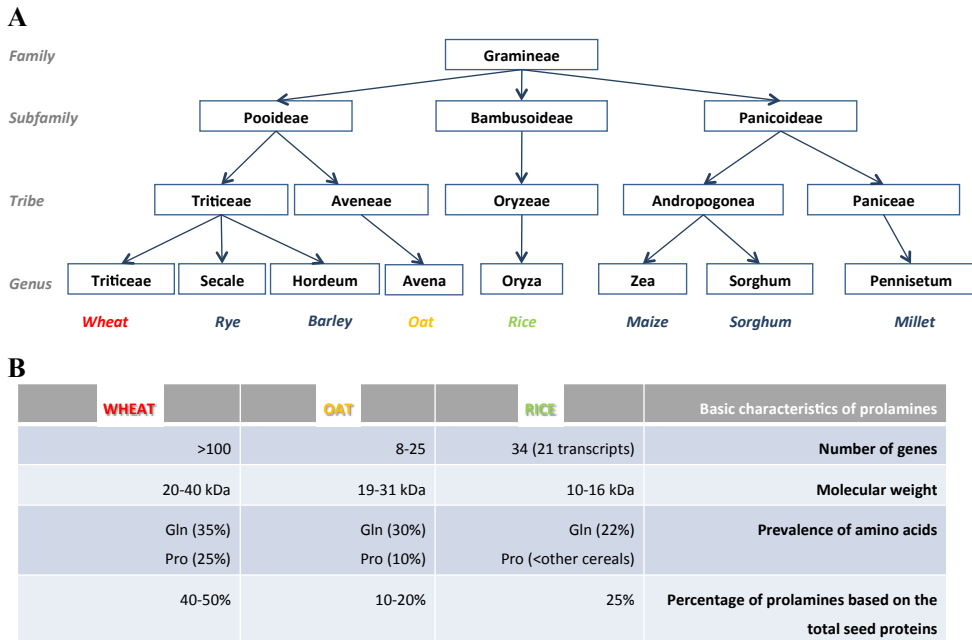 A
Family
Gramineae
Subfamily
Pooideae
Bambusoideae
Panicoideae
Tribe
Triticeae
Aveneae
Oryzeae
Andropogonea
Paniceae
Genus
Triticeae
Secale
Hordeum
Avena
Oryza
Zea
Sorghum
Pennisetum
Wheat
Rye
Barley
Oat
Rice
Maize
Sorghum
Millet
B
WHEAT OAT RICE Basic characteristics of prolamines
>100 8-25 34 (21 transcripts) Number of genes
20-40 kDa 19-31 kDa 10-16 kDa Molecular weight
Gln (35%) Gln (30%) Gln (22%) Prevalence of amino acids
Pro (25%) Pro (10%) Pro (<other cereals)
40-50% 10-20% 25% Percentage of prolamines based on the
total seed proteins